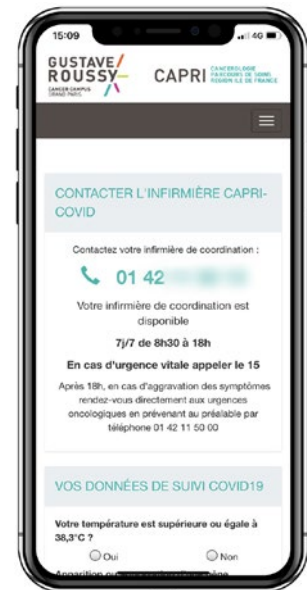 15:09
4G
GUSTAVE/
ROUSSY
CANCER CAMPUS
GRAND PARIS
CAPRI
CANCEROLOGIE
PARCOURS DE SOINS
REGION ILE DE FRANCE
CONTACTER L'INFIRMIÈRE CAPRI-
COVID
Contactez votre infirmière de coordination :
01 42
Votre infirmière de coordination est
disponible
7j/7 de 8h30 à 18h
En cas d'urgence vitale appeler le 15
Après 18h, en cas d'aggravation des symptômes
rendez-vous directement aux urgences
oncologiques en prévenant au préalable par
téléphone 01 42 11 50 00
VOS DONNÉES DE SUIVI COVID19
Votre température est supérieure ou égale à
38,3°C ?
Oui Non